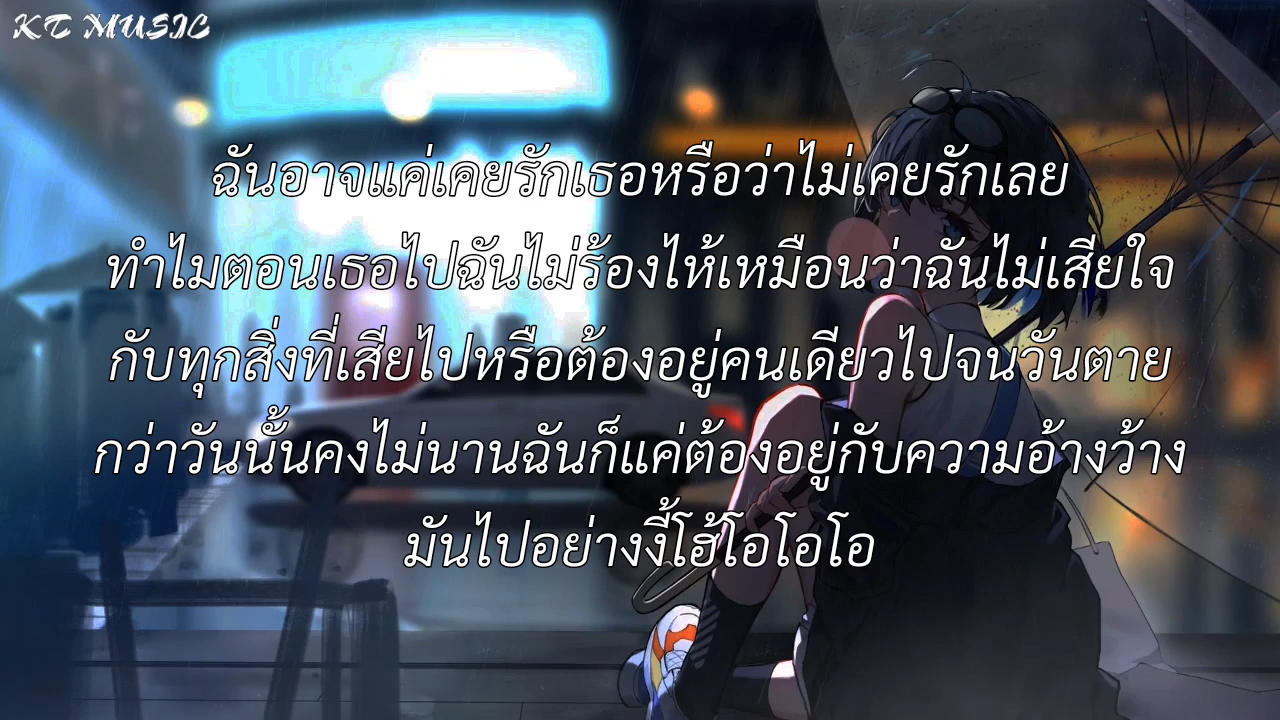 KT MUSIC
ฉันอาจแค่เคยรักเธอหรือว่าไม่เคยรักเลย
ทำไมตอนเธอไปฉันไม่ร้องไห้เหมือนว่าฉันไม่เสียใจ
กับทุกสิ่งที่เสียไปหรือต้องอยู่คนเดียวไปจนวันตาย
กว่าวันนั้นคงไม่นานฉันก็แค่ต้องอยู่กับความอ้างว้าง
มันไปอย่างงี้โฮ้โอโอโอ